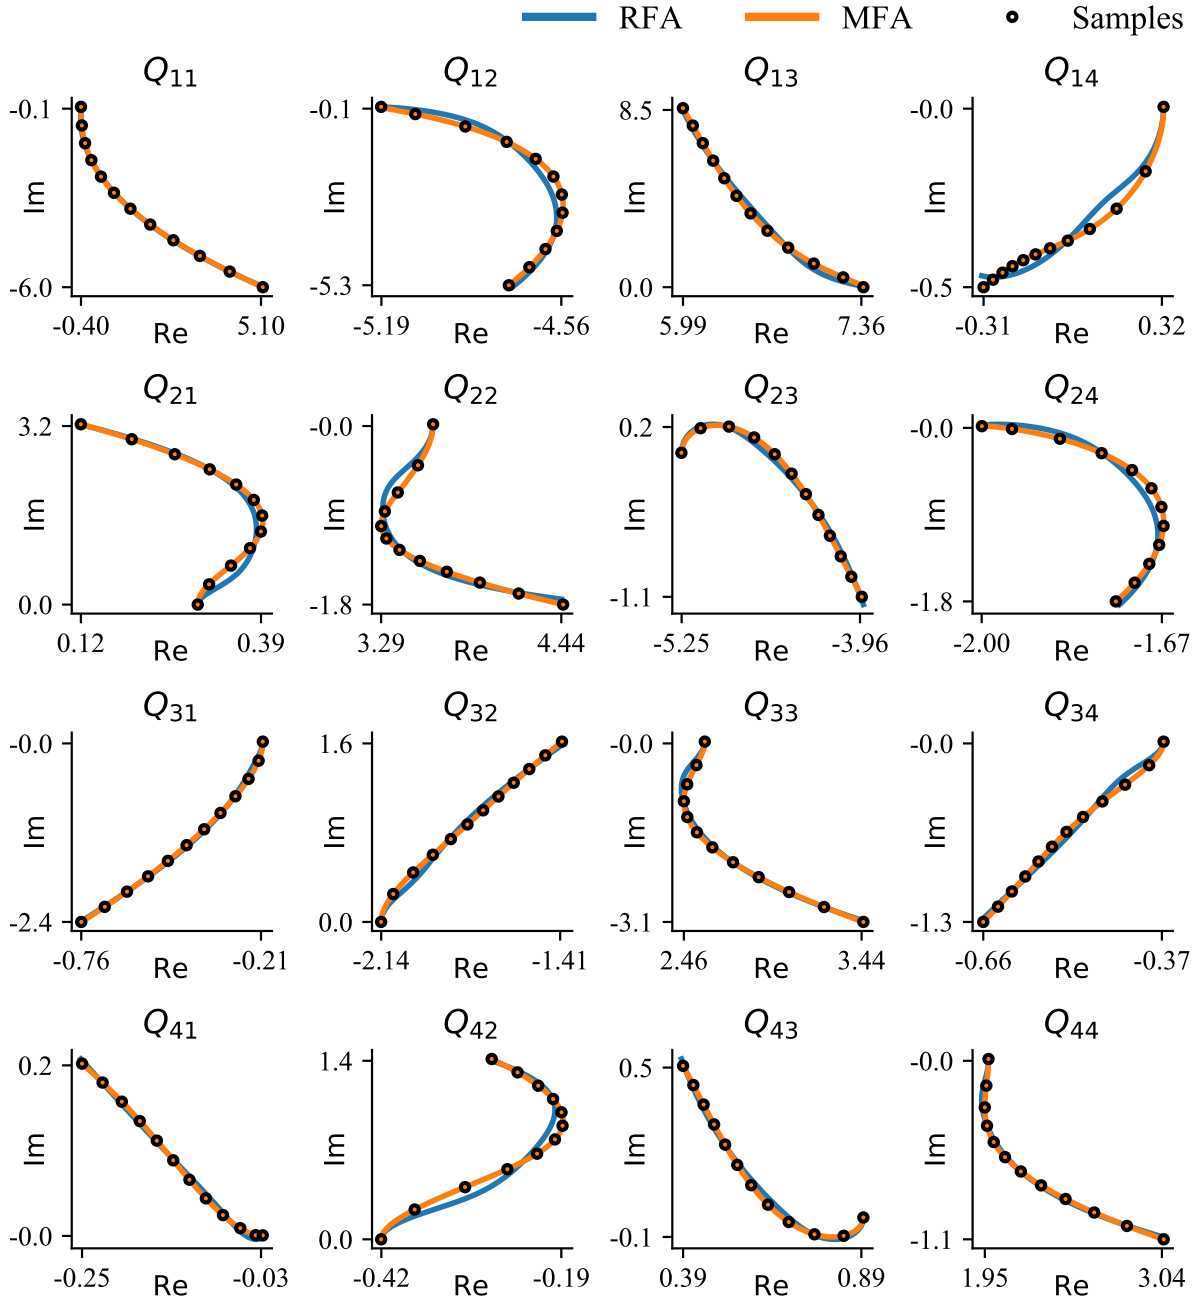 RFA MFA Samples
Q11 Q12 Q13 Q14
-0.1 -0.1 8.5 -0.0
Im Im Im Im
-6.0 -5.3 0.0 -0.5
-0.40 5.10 -5.19 -4.56 5.99 7.36 -0.31 0.32
Re Re Re Re
Q21 Q22 Q23 Q24
3.2 -0.0 0.2 -0.0
Im Im Im Im
0.0 -1.8 -1.1 -1.8
0.12 0.39 3.29 4.44 -5.25 -3.96 -2.00 -1.67
Re Re Re Re
Q31 Q32 Q33 Q34
-0.0 1.6 -0.0 -0.0
Im Im Im Im
-2.4 0.0 -3.1 -1.3
-0.76 -0.21 -2.14 -1.41 2.46 3.44 -0.66 -0.37
Re Re Re Re
Q41 Q42 Q43 Q44
0.2 1.4 0.5 -0.0
Im Im Im Im
-0.0 0.0 -0.1 -1.1
-0.25 -0.03 -0.42 -0.19 0.39 0.89 1.95 3.04
Re Re Re Re